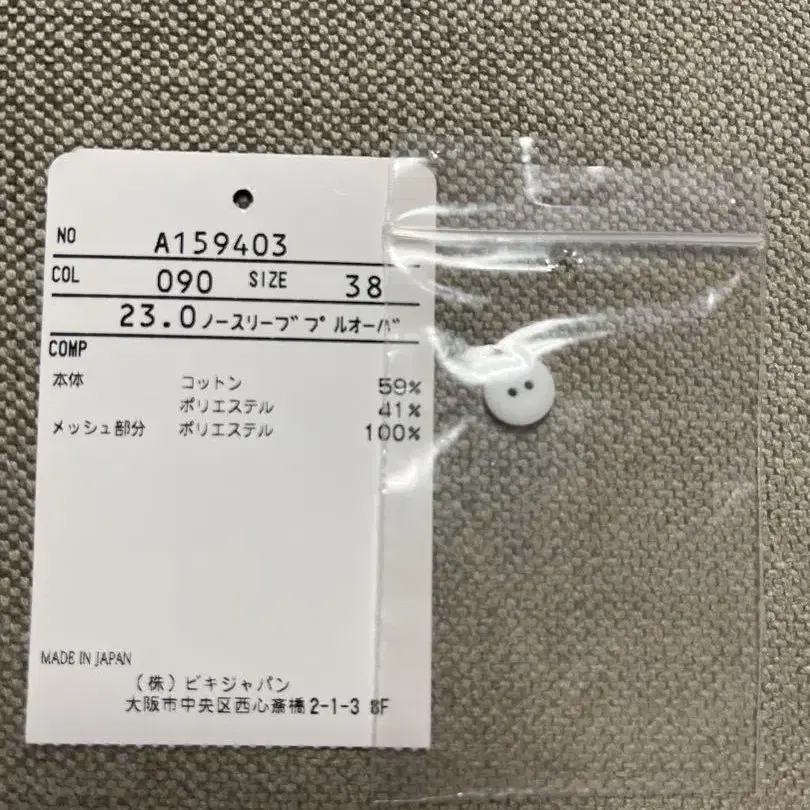 NO A159403
COL 090 SIZE 38
23.0 ノースリーブプルオーバ
COMP
本体 コットン 59%
ポリエステル 41%
メッシュ部分 ポリエステル 100%
MADE IN JAPAN
(株)ビキジャパン
大阪市中央区西心斎橋2-1-3 8F